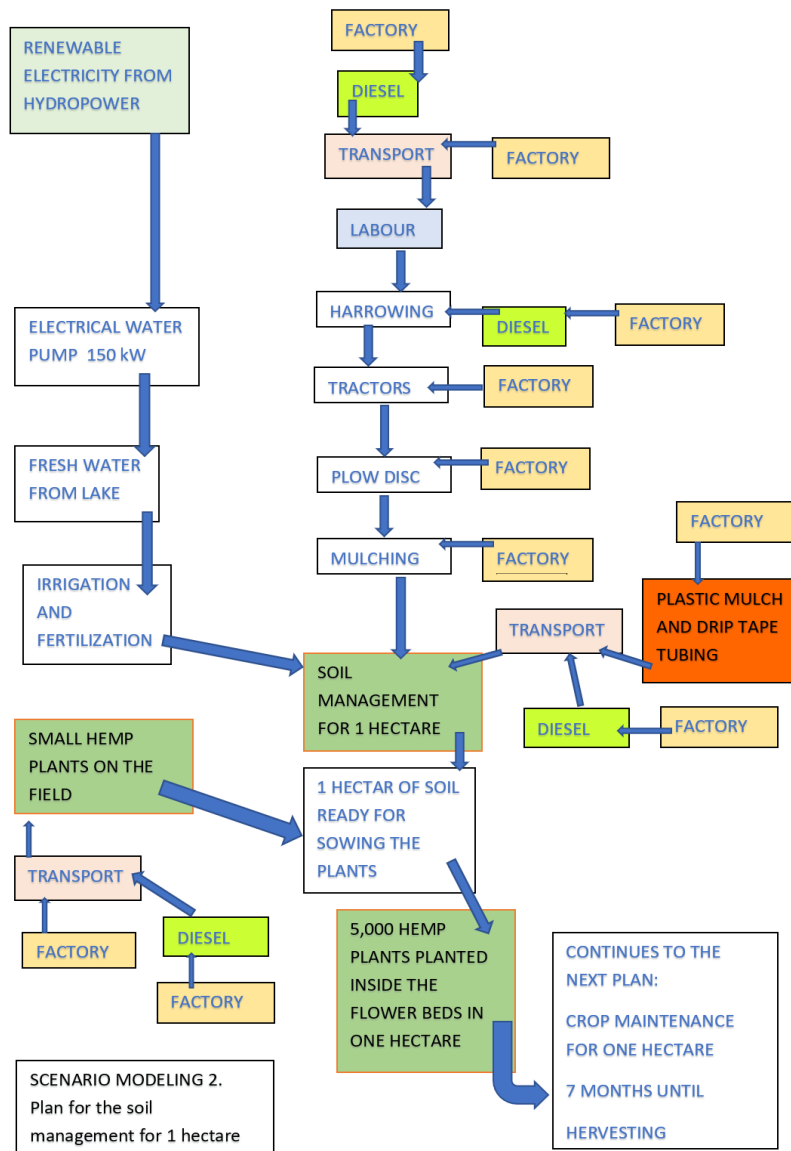 FACTORY
RENEWABLE
ELECTRICITY FROM
HYDROPOWER
DIESEL
TRANSPORT
FACTORY
LABOUR
HARROWING
DIESEL
FACTORY
ELECTRICAL WATER
PUMP 150 kW
TRACTORS
FACTORY
FRESH WATER
FROM LAKE
PLOW DISC
FACTORY
FACTORY
MULCHING
FACTORY
IRRIGATION
AND
FERTILIZATION
PLASTIC MULCH
AND DRIP TAPE
TUBING
TRANSPORT
SOIL
MANAGEMENT
FOR 1 HECTARE
DIESEL
FACTORY
SMALL HEMP
PLANTS ON THE
FIELD
1 HECTAR OF SOIL
READY FOR
SOWING THE
PLANTS
TRANSPORT
FACTORY
DIESEL
FACTORY
5,000 HEMP
PLANTS PLANTED
INSIDE THE
FLOWER BEDS IN
ONE HECTARE
CONTINUES TO THE
NEXT PLAN:
CROP MAINTENANCE
FOR ONE HECTARE
7 MONTHS UNTIL
HERVESTING
SCENARIO MODELING 2.
Plan for the soil
management for 1 hectare